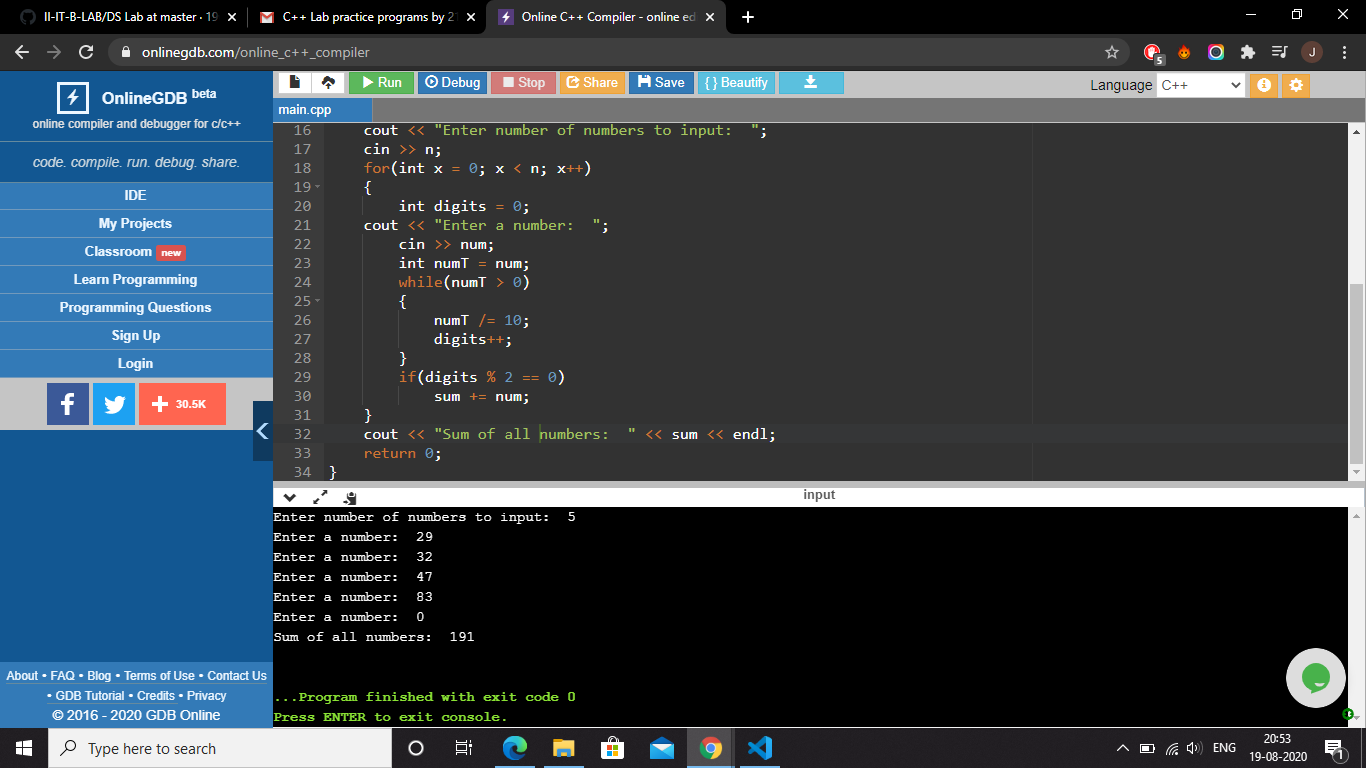 II-IT-B-LAB/DS Lab at master · 19
C++ Lab practice programs by 21
Online C++ Compiler - online ed
onlinegdb.com/online_c++_compiler
5
J
OnlineGDB beta
online compiler and debugger for c/c++
code. compile. run. debug. share.
IDE
My Projects
Classroom new
Learn Programming
Programming Questions
Sign Up
Login
f
30.5K
About • FAQ • Blog • Terms of Use • Contact Us
• GDB Tutorial • Credits • Privacy
© 2016 - 2020 GDB Online
Run Debug Stop Share Save { } Beautify
Language C++
main.cpp
16 cout << "Enter number of numbers to input:  ";
17 cin >> n;
18 for(int x = 0; x < n; x++)
19 {
20 int digits = 0;
21 cout << "Enter a number:  ";
22 cin >> num;
23 int numT = num;
24 while(numT > 0)
25 {
26 numT /= 10;
27 digits++;
28 }
29 if(digits % 2 == 0)
30 sum += num;
31 }
32 cout << "Sum of all numbers:  " << sum << endl;
33 return 0;
34 }
input
Enter number of numbers to input:  5
Enter a number:  29
Enter a number:  32
Enter a number:  47
Enter a number:  83
Enter a number:  0
Sum of all numbers:  191
...Program finished with exit code 0
Press ENTER to exit console.
Type here to search
ENG
20:53
19-08-2020
1